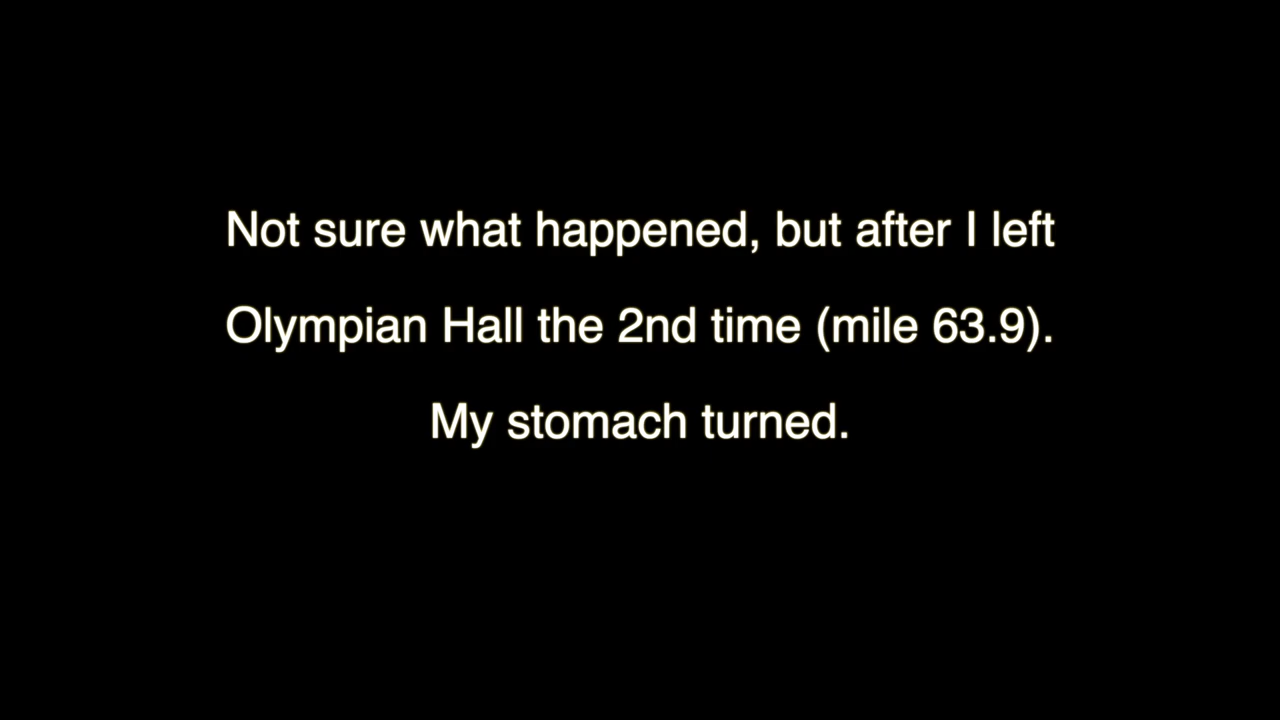 Not sure what happened, but after I left
Olympian Hall the 2nd time (mile 63.9).
My stomach turned.